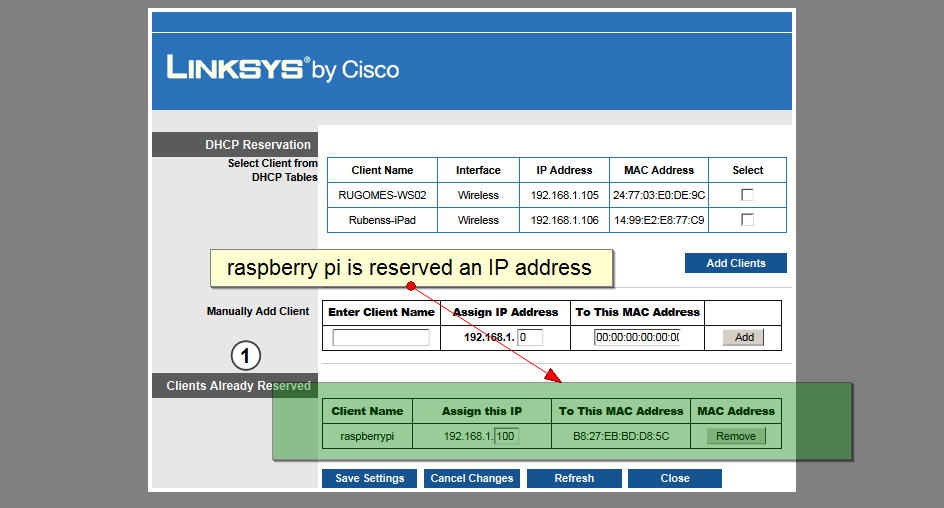 LINKSYS® by Cisco
DHCP Reservation
Select Client from
DHCP Tables
Client Name Interface IP Address MAC Address Select
RUGOMES-WS02 Wireless 192.168.1.105 24:77:03:E0:DE:9C
Rubenss-iPad Wireless 192.168.1.106 14:99:E2:E8:77:C9
Add Clients
raspberry pi is reserved an IP address
Manually Add Client
Enter Client Name Assign IP Address To This MAC Address
192.168.1. 0 00:00:00:00:00:00 Add
1
Clients Already Reserved
Client Name Assign this IP To This MAC Address MAC Address
raspberrypi 192.168.1. 100 B8:27:EB:BD:D8:5C Remove
Save Settings Cancel Changes Refresh Close